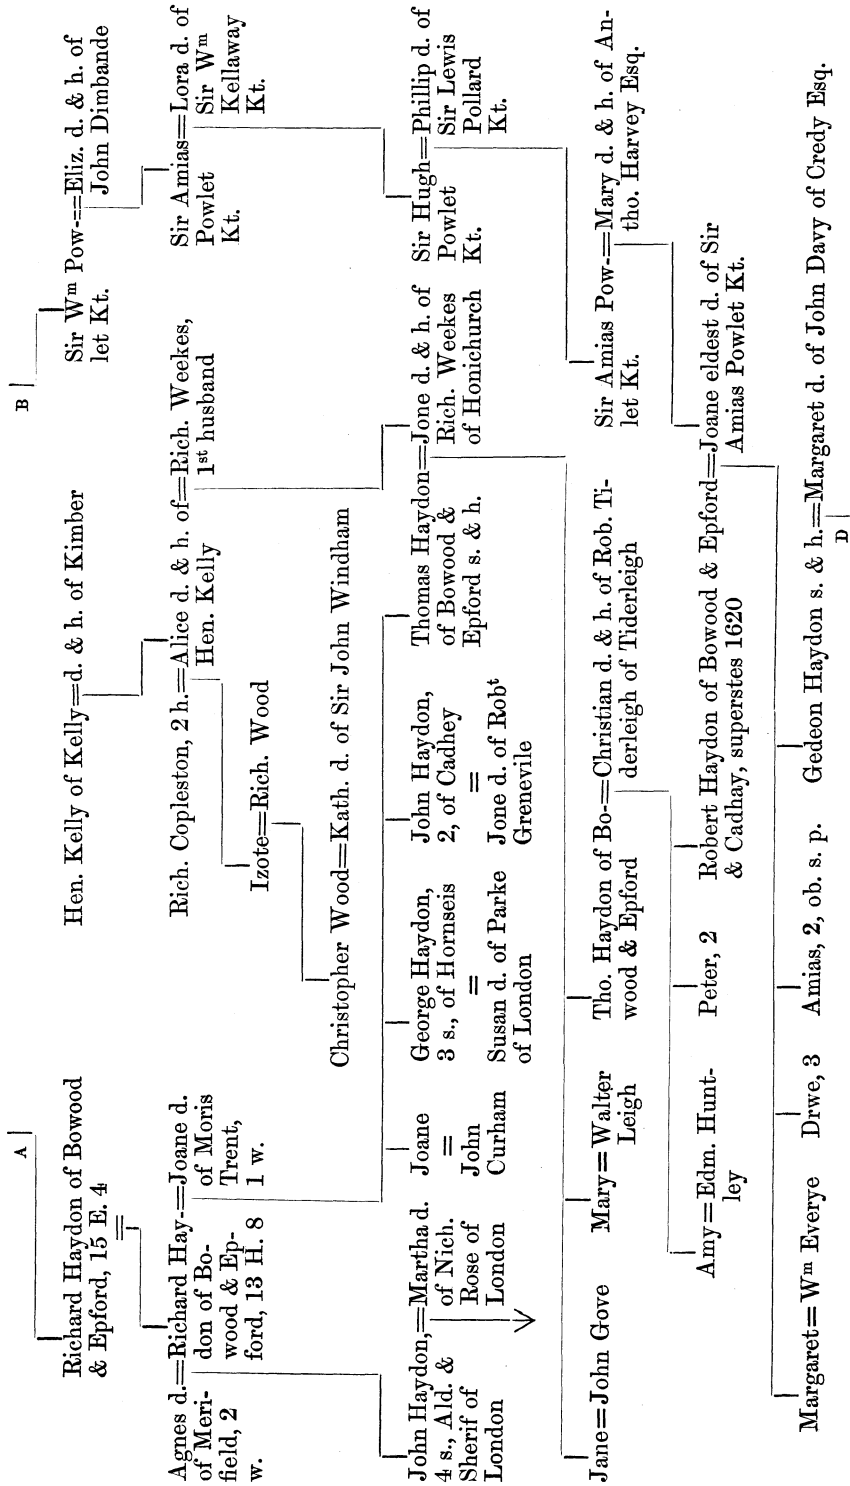 A
B
Richard Haydon of Bowood
& Epford, 15 E. 4
=
Hen. Kelly of Kelly=d. & h. of Kimber
Sir Wᵐ Pow-=Eliz. d. & h. of
let Kt.
John Dimbande
Agnes d.=Richard Hay-=Joane d.
of Meri-
field, 2
w.
don of Bo-
wood & Ep-
ford, 13 H. 8
of Moris
Trent,
1 w.
Rich. Copleston, 2 h.=Alice d. & h. of=Rich. Weekes,
Hen. Kelly
1ˢᵗ husband
Sir Amias=Lora d. of
Powlet
Kt.
Sir Wᵐ
Kellaway
Kt.
Izote=Rich. Wood
Christopher Wood=Kath. d. of Sir John Windham
John Haydon,=Martha d.
4 s., Ald. &
Sherif of
London
of Nich.
Rose of
London
Joane
=
John
Curham
George Haydon,
3 s., of Hornseis
=
Susan d. of Parke
of London
John Haydon,
2, of Cadhey
=
Jone d. of Robᵗ
Grenevile
Thomas Haydon=Jone d. & h. of
of Bowood &
Epford s. & h.
Rich. Weekes
of Honichurch
Sir Hugh=Phillip d. of
Powlet
Kt.
Sir Lewis
Pollard
Kt.
Jane=John Gove
Mary=Walter
Leigh
Tho. Haydon of Bo-=Christian d. & h. of Rob. Ti-
wood & Epford
derleigh of Tiderleigh
Sir Amias Pow-=Mary d. & h. of An-
let Kt.
tho. Harvey Esq.
Amy=Edm. Hunt-
ley
Peter, 2
Robert Haydon of Bowood & Epford=Joane eldest d. of Sir
& Cadhay, superstes 1620
Amias Powlet Kt.
Margaret=Wᵐ Everye
Drwe, 3
Amias, 2, ob. s. p.
Gedeon Haydon s. & h.=Margaret d. of John Davy of Credy Esq.
D